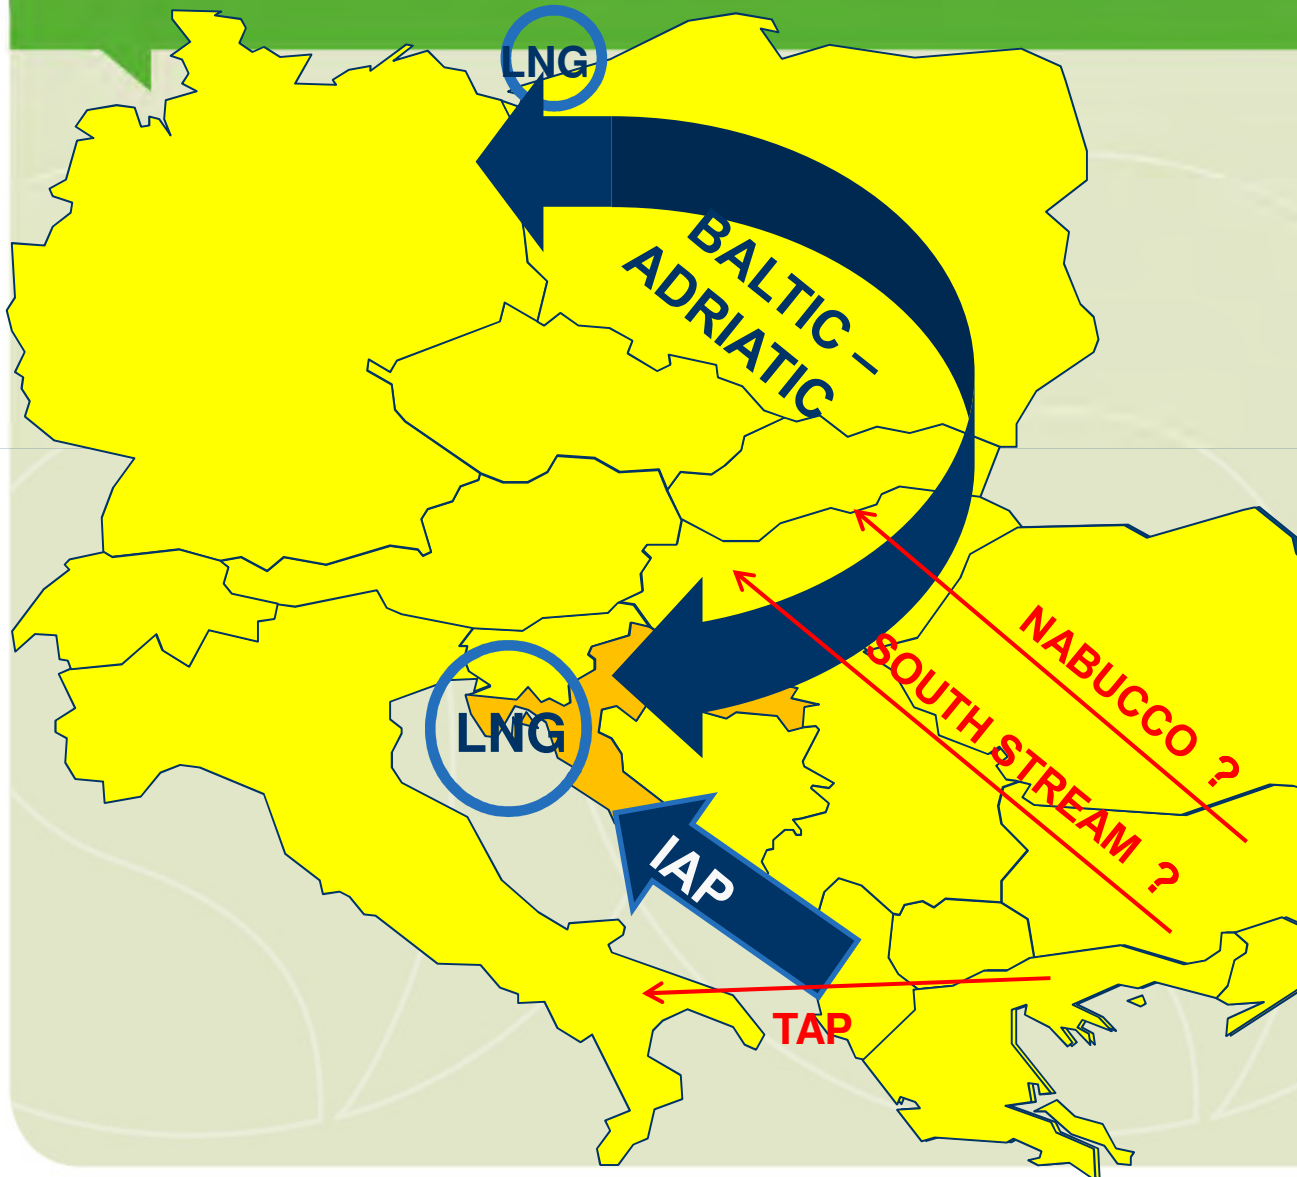 LNG
BALTIC –
ADRIATIC
NABUCCO ?
SOUTH STREAM ?
LNG
IAP
TAP